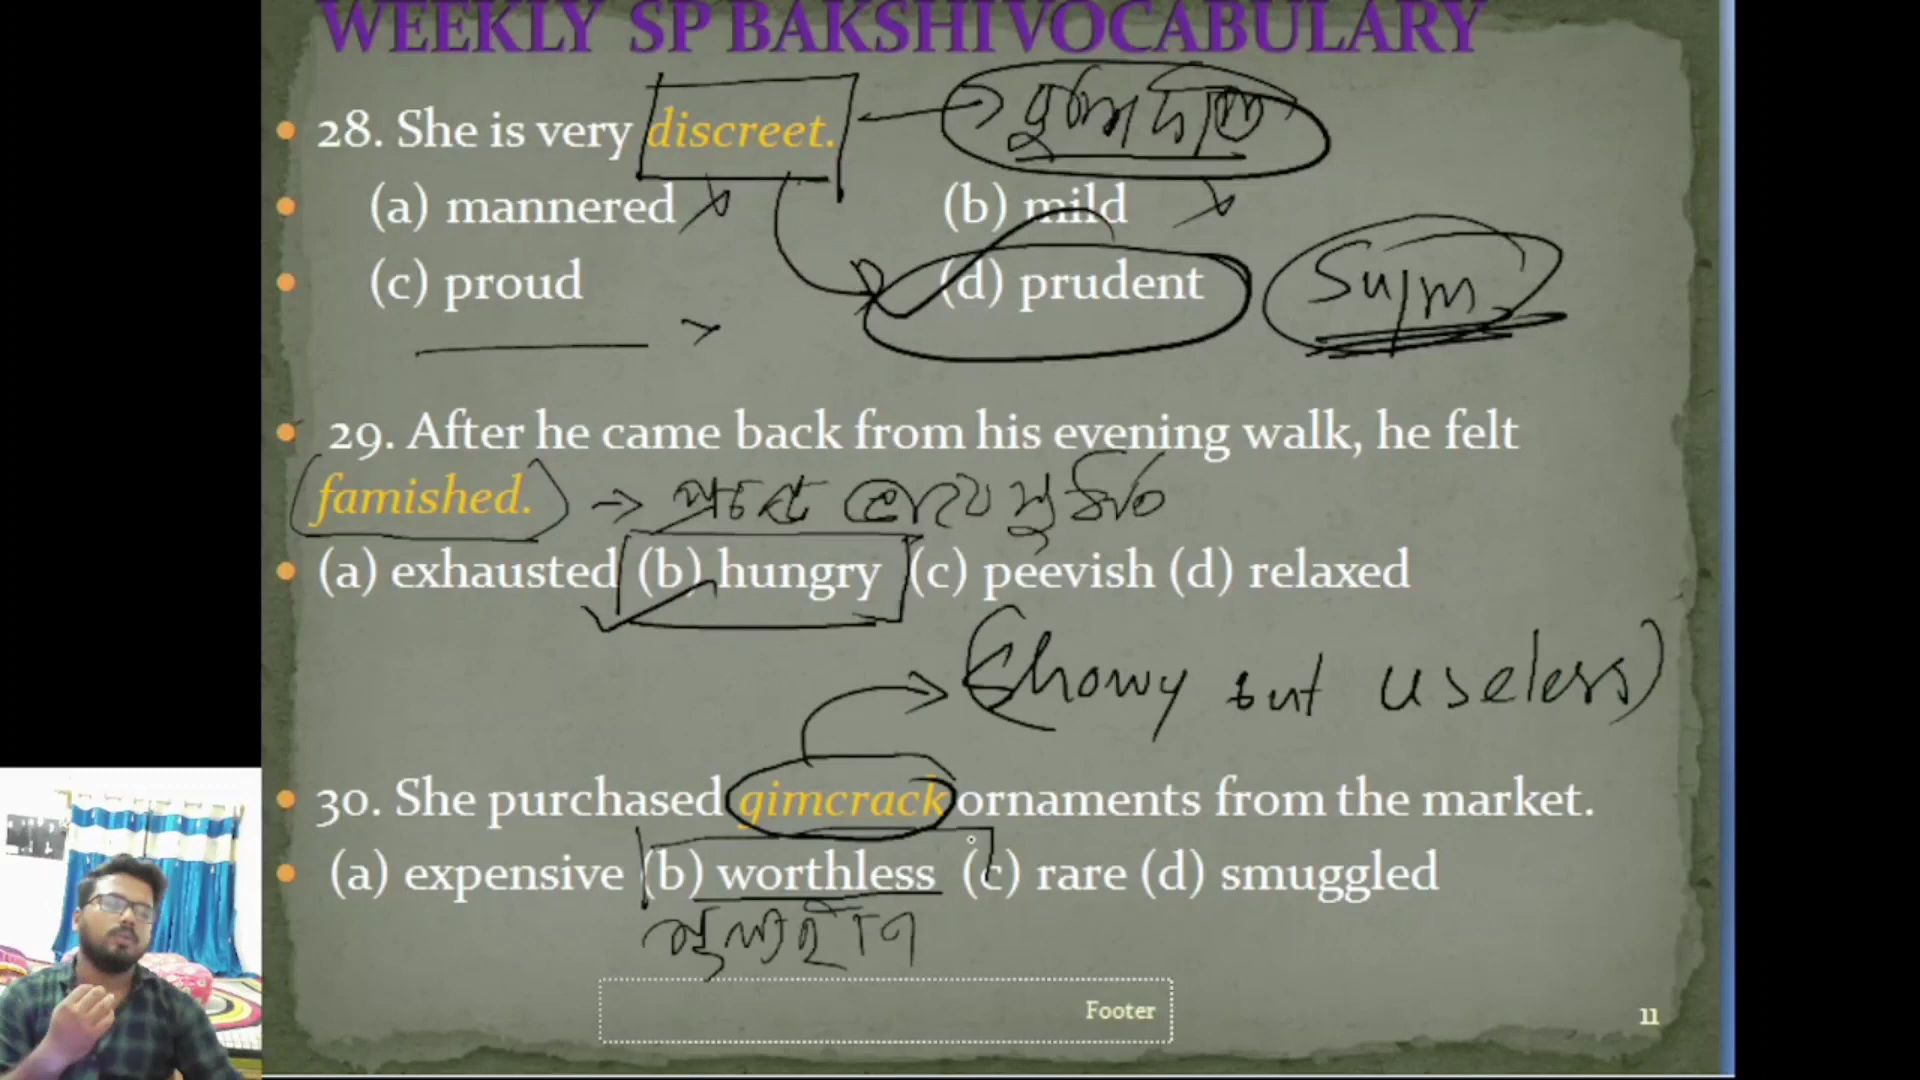 WEEKLY SP BAKSHI VOCABULARY
28. She is very discreet.
(a) mannered (b) mild
(c) proud (d) prudent
Sum
29. After he came back from his evening walk, he felt
famished.
(a) exhausted (b) hungry (c) peevish (d) relaxed
(Showy but useless)
30. She purchased gimcrack ornaments from the market.
(a) expensive (b) worthless (c) rare (d) smuggled
মূল্যহীন
Footer
11